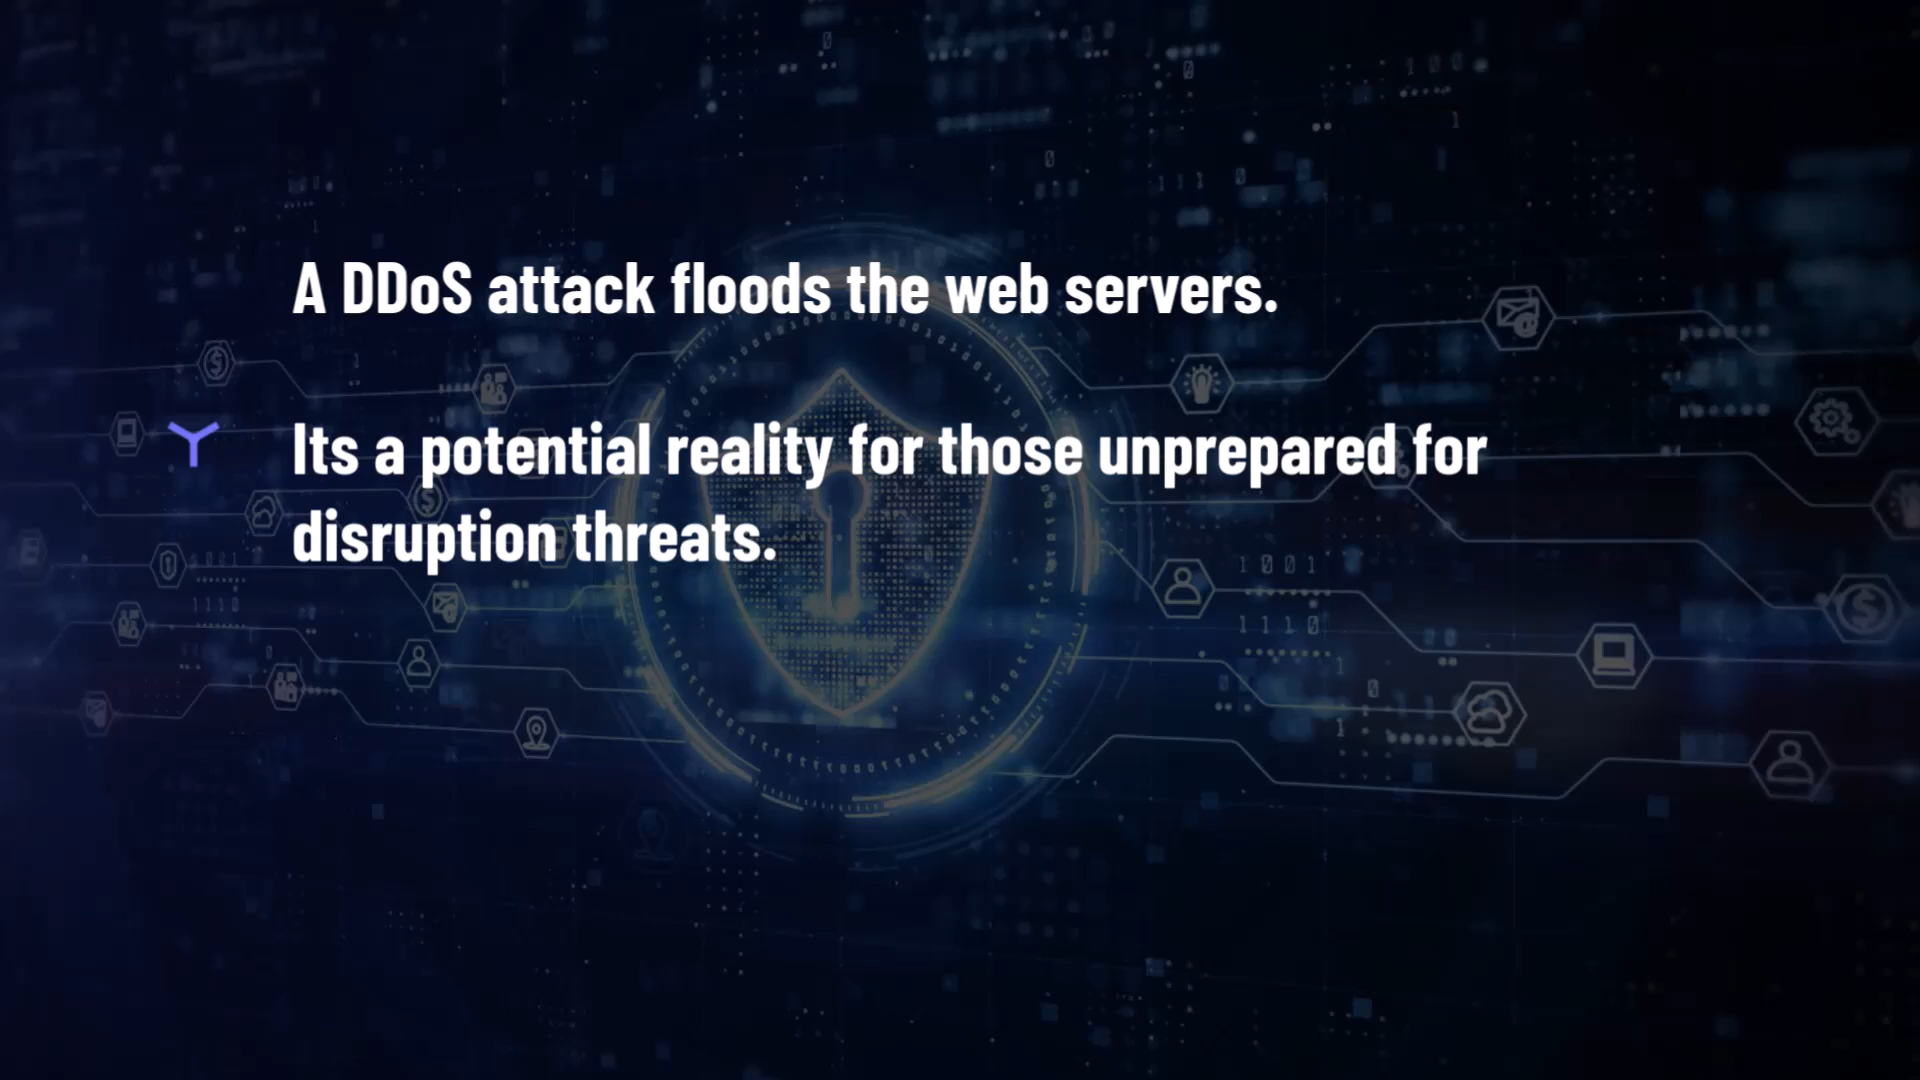 A DDoS attack floods the web servers.
Its a potential reality for those unprepared for
disruption threats.